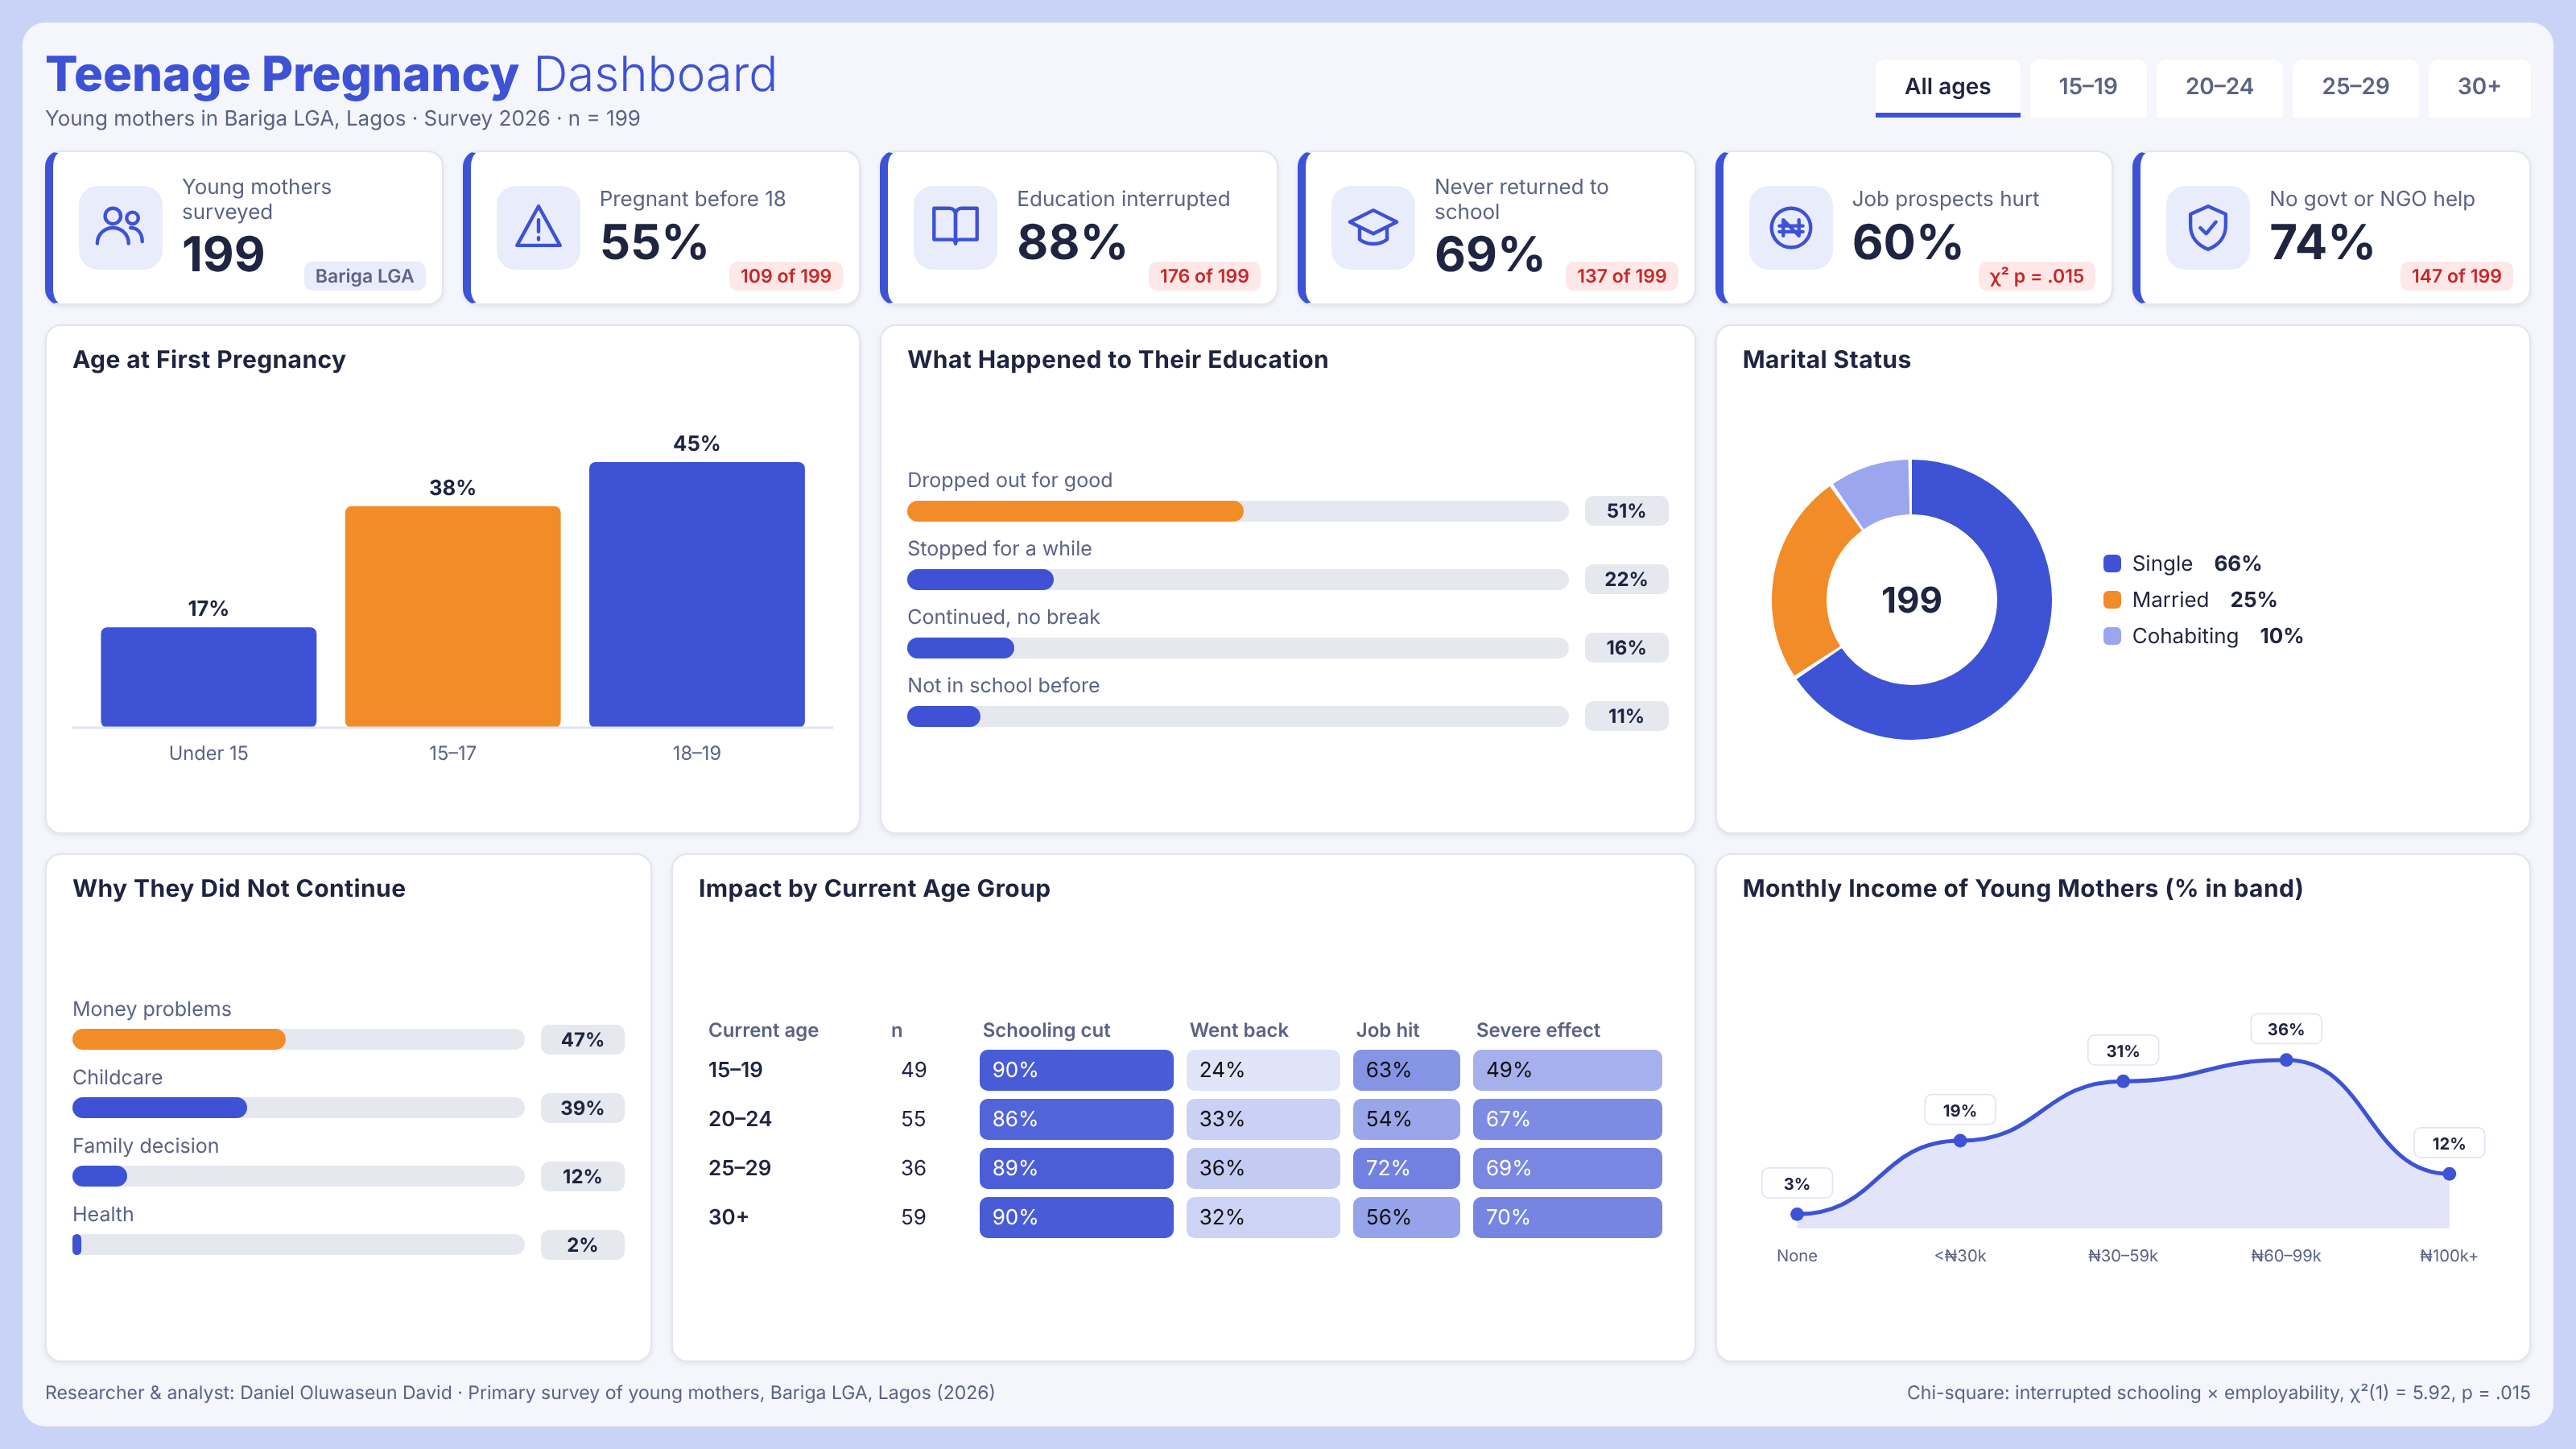 Teenage Pregnancy Dashboard
Young mothers in Bariga LGA, Lagos · Survey 2026 · n = 199
All ages
15–19
20–24
25–29
30+
Young mothers
surveyed
199
Bariga LGA
Pregnant before 18
55%
109 of 199
Education interrupted
88%
176 of 199
Never returned to
school
69%
137 of 199
Job prospects hurt
60%
χ² p = .015
No govt or NGO help
74%
147 of 199
Age at First Pregnancy
17%
38%
45%
Under 15
15–17
18–19
What Happened to Their Education
Dropped out for good
51%
Stopped for a while
22%
Continued, no break
16%
Not in school before
11%
Marital Status
199
Single 66%
Married 25%
Cohabiting 10%
Why They Did Not Continue
Money problems
47%
Childcare
39%
Family decision
12%
Health
2%
Impact by Current Age Group
Current age n Schooling cut Went back Job hit Severe effect
15–19 49 90% 24% 63% 49%
20–24 55 86% 33% 54% 67%
25–29 36 89% 36% 72% 69%
30+ 59 90% 32% 56% 70%
Monthly Income of Young Mothers (% in band)
3%
19%
31%
36%
12%
None
<₦30k
₦30–59k
₦60–99k
₦100k+
Researcher & analyst: Daniel Oluwaseun David · Primary survey of young mothers, Bariga LGA, Lagos (2026)
Chi-square: interrupted schooling × employability, χ²(1) = 5.92, p = .015